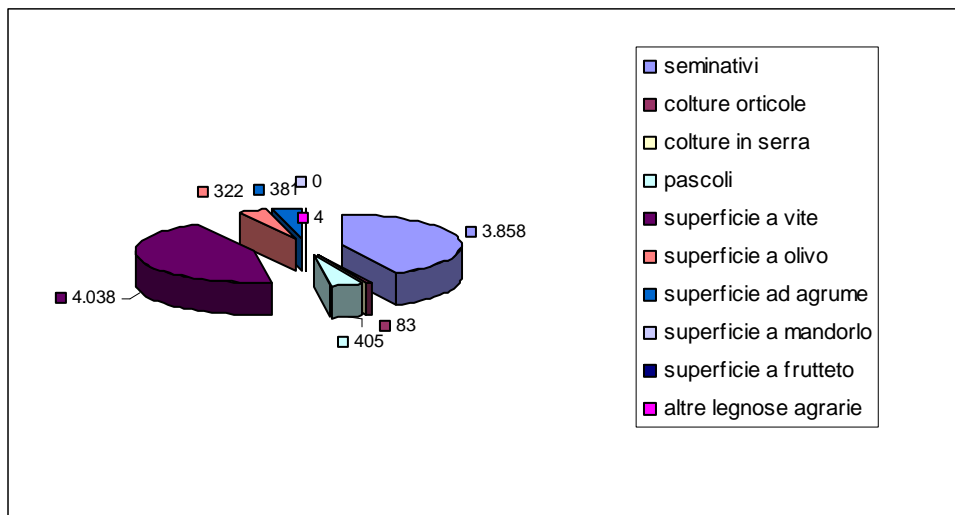 0
322
381
4
3.858
4.038
405
83
seminativi
colture orticole
colture in serra
pascoli
superficie a vite
superficie a olivo
superficie ad agrume
superficie a mandorlo
superficie a frutteto
altre legnose agrarie